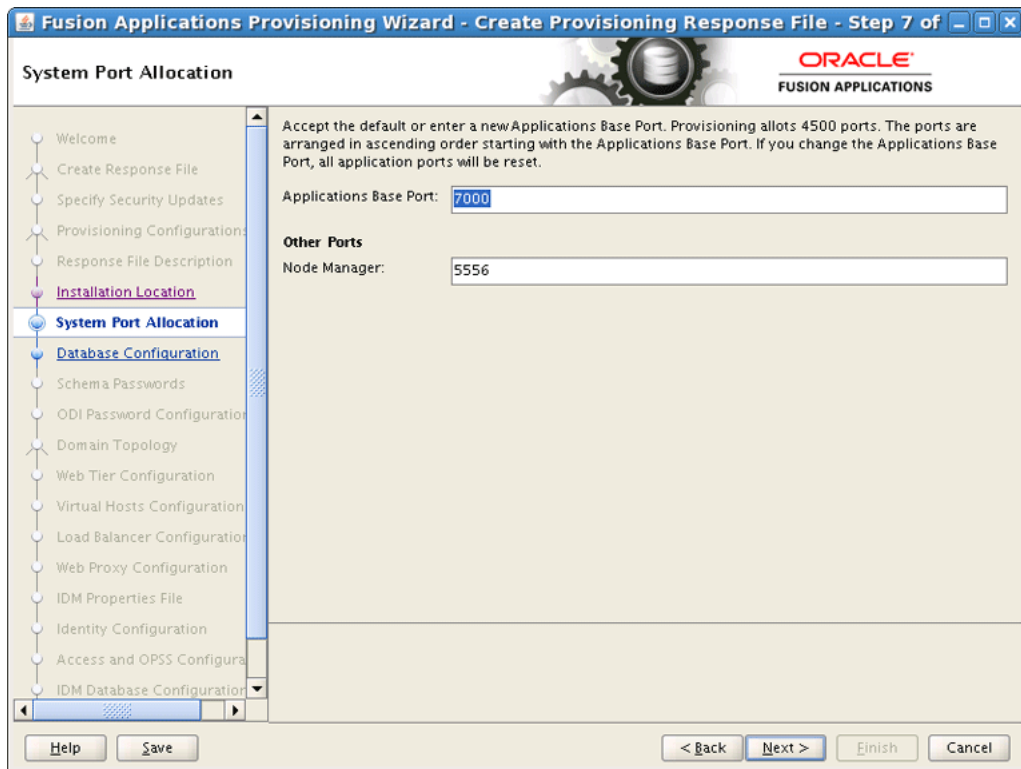 Fusion Applications Provisioning Wizard - Create Provisioning Response File - Step 7 of
System Port Allocation
ORACLE
FUSION APPLICATIONS
Welcome
Create Response File
Specify Security Updates
Provisioning Configurations
Response File Description
Installation Location
System Port Allocation
Database Configuration
Schema Passwords
ODI Password Configuration
Domain Topology
Web Tier Configuration
Virtual Hosts Configuration
Load Balancer Configuration
Web Proxy Configuration
IDM Properties File
Identity Configuration
Access and OPSS Configura
IDM Database Configuration
Accept the default or enter a new Applications Base Port. Provisioning allots 4500 ports. The ports are
arranged in ascending order starting with the Applications Base Port. If you change the Applications Base
Port, all application ports will be reset.
Applications Base Port: 7000
Other Ports
Node Manager: 5556
Help Save < Back Next > Finish Cancel